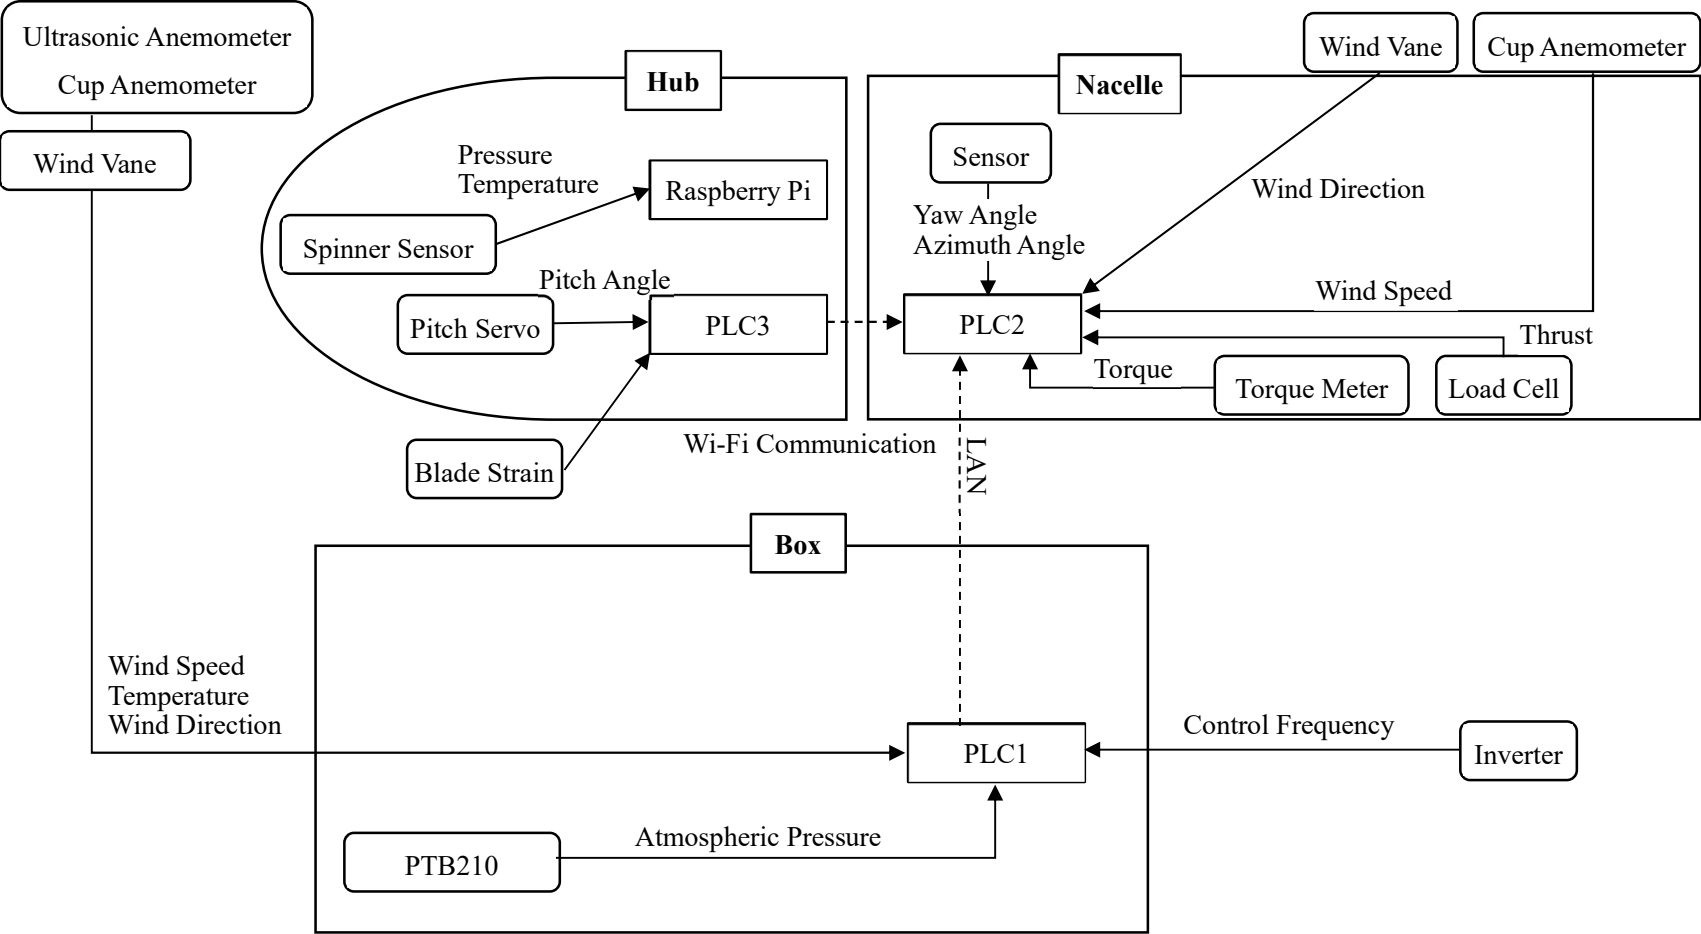 Ultrasonic Anemometer
Cup Anemometer
Wind Vane
Hub
Pressure
Temperature
Raspberry Pi
Spinner Sensor
Pitch Angle
Pitch Servo
PLC3
Blade Strain
Wi-Fi Communication
Nacelle
Wind Vane
Cup Anemometer
Sensor
Yaw Angle
Azimuth Angle
Wind Direction
Wind Speed
PLC2
Thrust
Torque
Torque Meter
Load Cell
LAN
Box
Wind Speed
Temperature
Wind Direction
PLC1
Control Frequency
Inverter
Atmospheric Pressure
PTB210